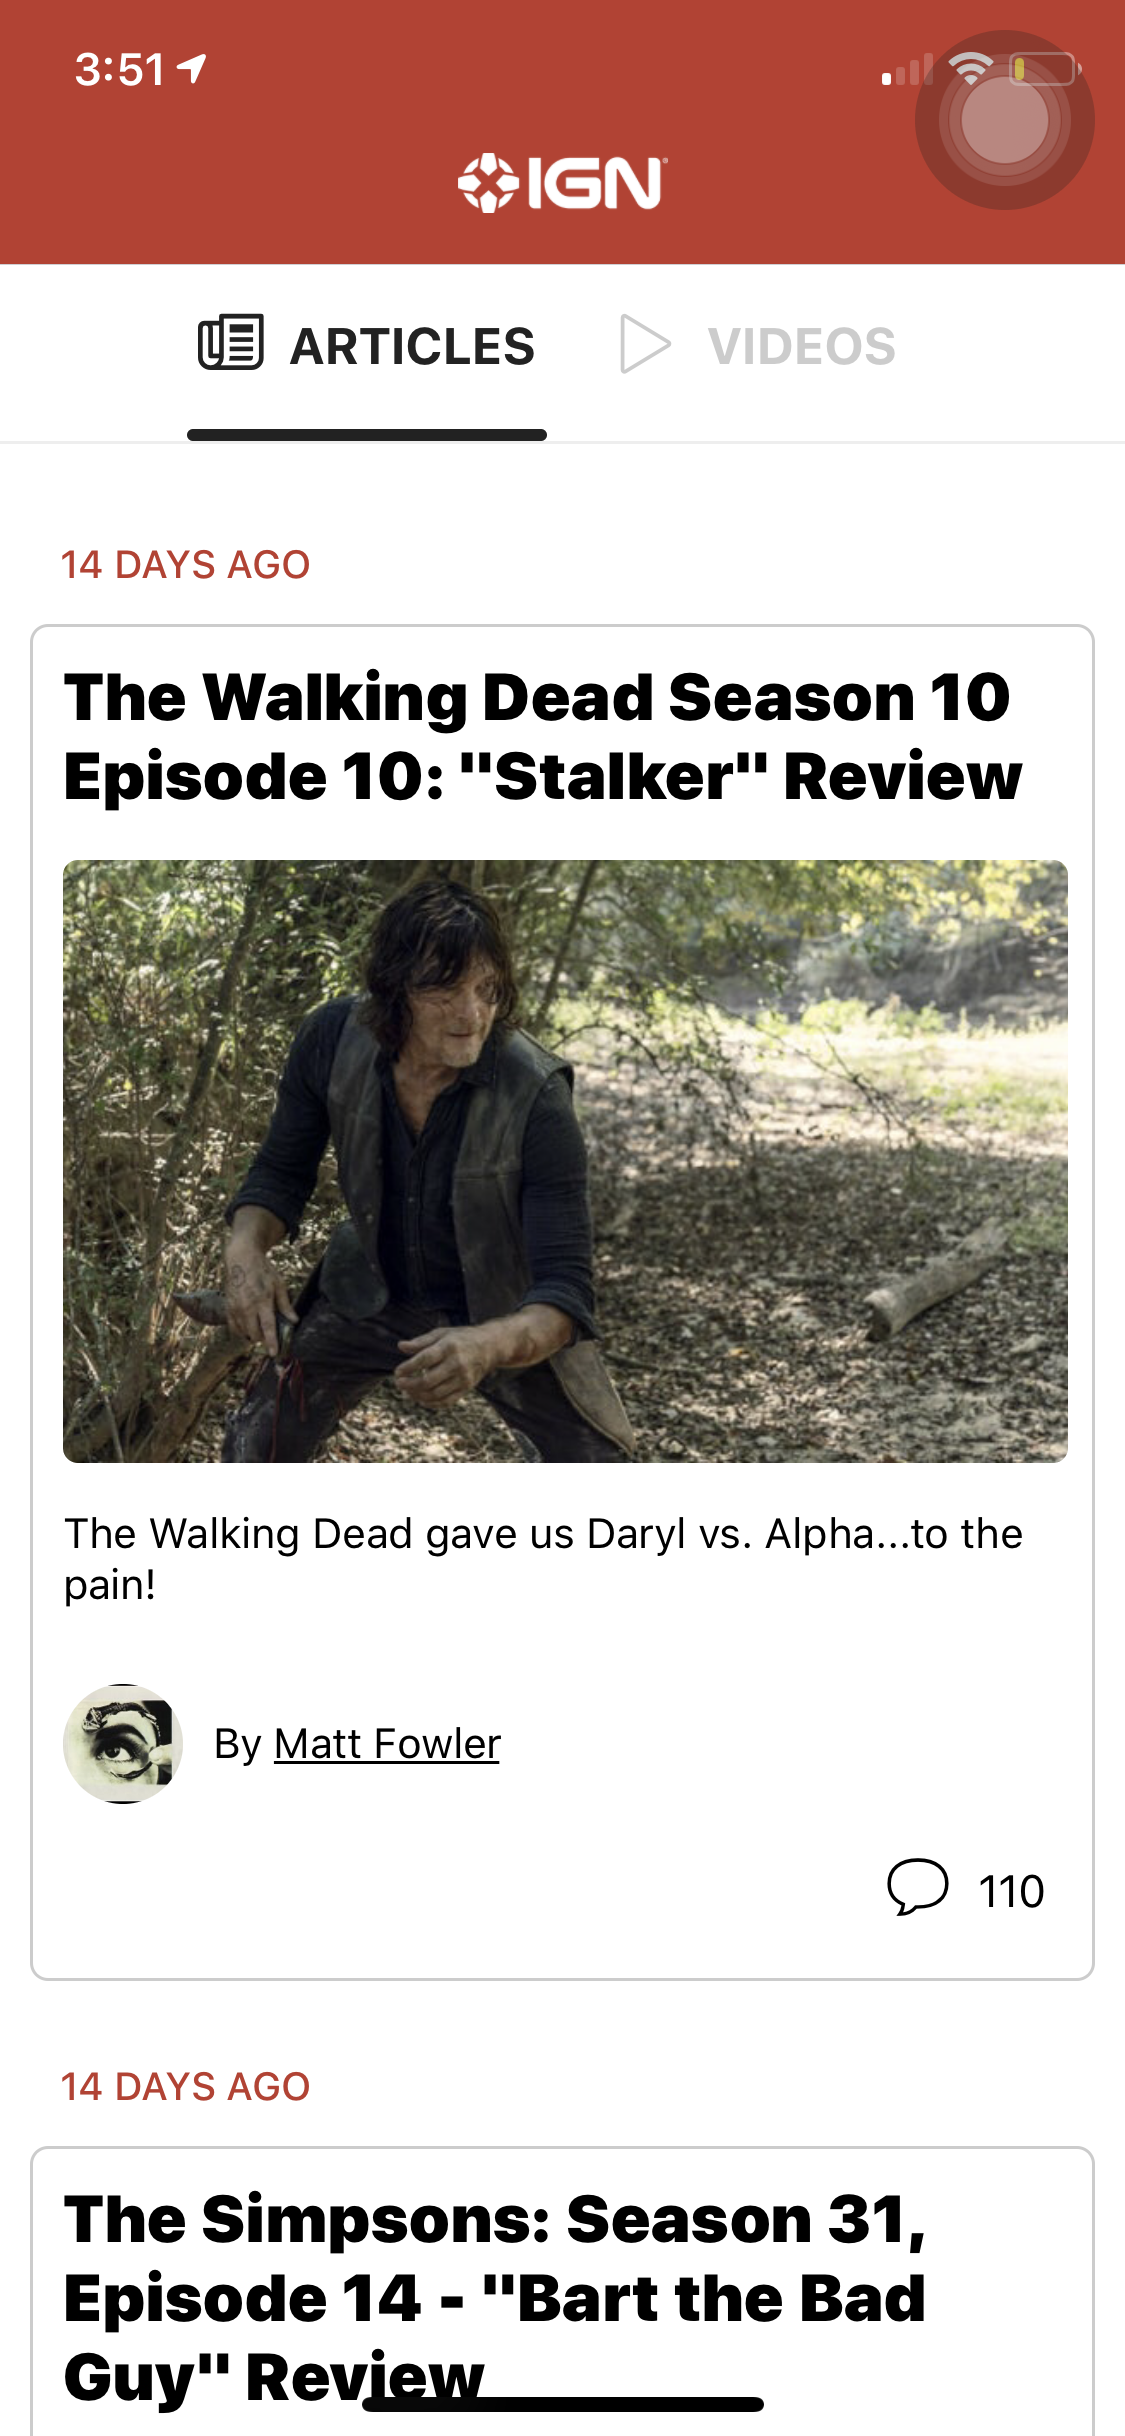 3:51
IGN
ARTICLES
VIDEOS
14 DAYS AGO
The Walking Dead Season 10
Episode 10: "Stalker" Review
The Walking Dead gave us Daryl vs. Alpha...to the
pain!
By Matt Fowler
110
14 DAYS AGO
The Simpsons: Season 31,
Episode 14 - "Bart the Bad
Guy" Review